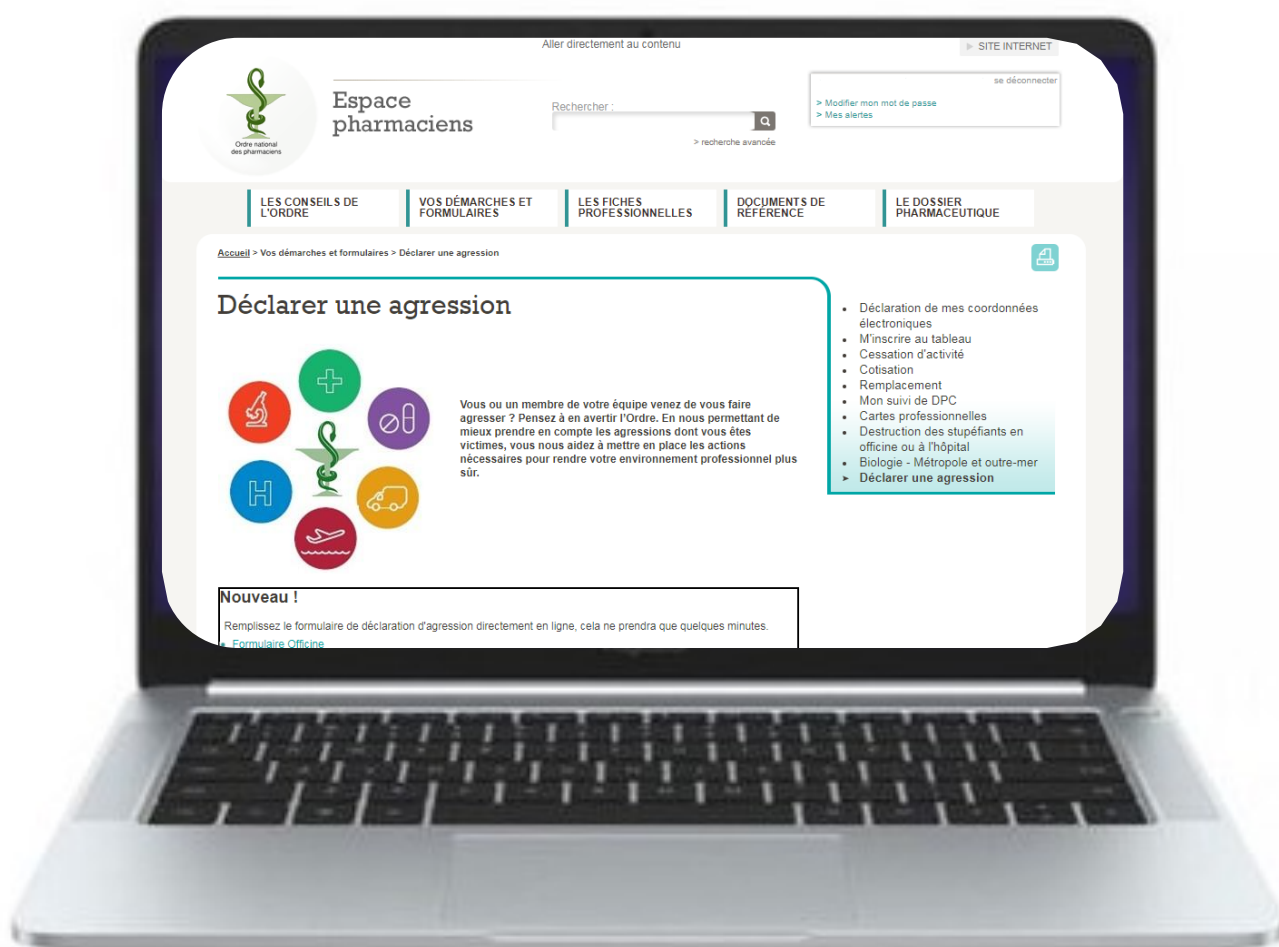 Aller directement au contenu
SITE INTERNET
Ordre national
des pharmaciens
Espace
pharmaciens
Rechercher :
> recherche avancée
se déconnecter
> Modifier mon mot de passe
> Mes alertes
LES CONSEILS DE
L'ORDRE
VOS DÉMARCHES ET
FORMULAIRES
LES FICHES
PROFESSIONNELLES
DOCUMENTS DE
RÉFÉRENCE
LE DOSSIER
PHARMACEUTIQUE
Accueil > Vos démarches et formulaires > Déclarer une agression
Déclarer une agression
H
Vous ou un membre de votre équipe venez de vous faire
agresser ? Pensez à en avertir l'Ordre. En nous permettant de
mieux prendre en compte les agressions dont vous êtes
victimes, vous nous aidez à mettre en place les actions
nécessaires pour rendre votre environnement professionnel plus
sûr.
• Déclaration de mes coordonnées
électroniques
• M'inscrire au tableau
• Cessation d'activité
• Cotisation
• Remplacement
• Mon suivi de DPC
• Cartes professionnelles
• Destruction des stupéfiants en
officine ou à l'hôpital
• Biologie - Métropole et outre-mer
➤ Déclarer une agression
Nouveau !
Remplissez le formulaire de déclaration d'agression directement en ligne, cela ne prendra que quelques minutes.
• Formulaire Officine